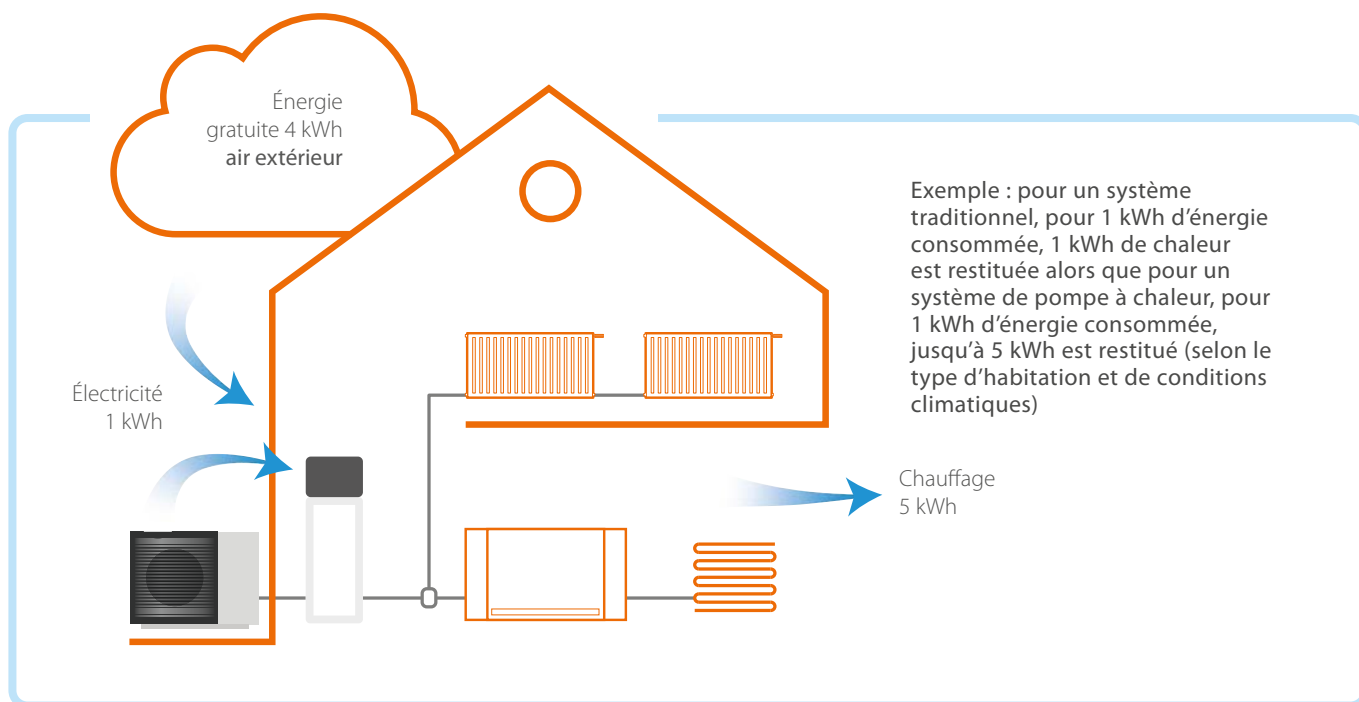 Énergie
gratuite 4 kWh
air extérieur
Électricité
1 kWh
Exemple : pour un système
traditionnel, pour 1 kWh d’énergie
consommée, 1 kWh de chaleur
est restituée alors que pour un
système de pompe à chaleur, pour
1 kWh d’énergie consommée,
jusqu’à 5 kWh est restitué (selon le
type d’habitation et de conditions
climatiques)
Chauffage
5 kWh